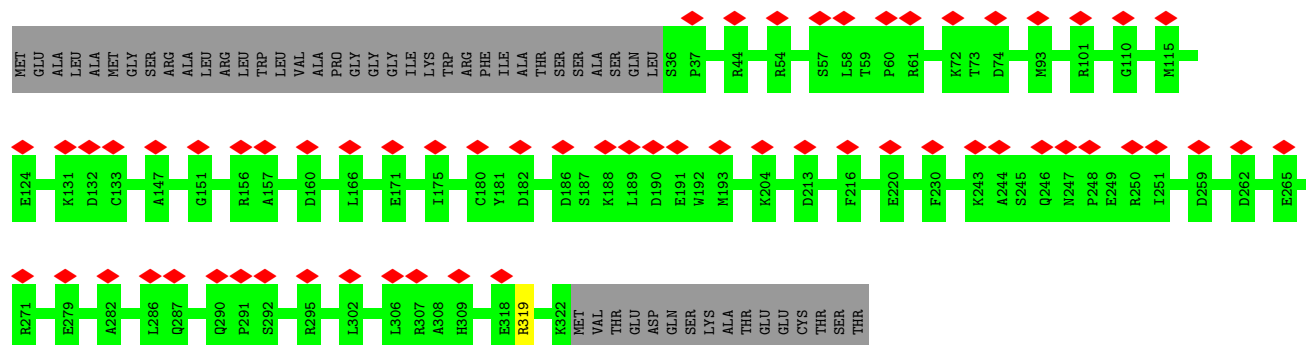 MET GLU ALA LEU ALA MET GLY SER ARG ALA LEU ARG LEU TRP LEU VAL ALA PRO GLY GLY GLY ILE LYS TRP ARG PHE ILE ALA THR SER SER ALA SER GLN LEU S36 P37 R44 R54 S57 L58 T59 P60 R61 K72 T73 D74 M93 R101 G110 M115
E124 K131 D132 C133 A147 G151 R156 A157 D160 L166 E171 I175 C180 Y181 D182 D186 S187 K188 L189 D190 E191 W192 M193 K204 D213 F216 E220 F230 K243 A244 S245 Q246 N247 P248 E249 R250 I251 D259 D262 E265
R271 E279 A282 L286 Q287 Q290 P291 S292 R295 L302 L306 R307 A308 H309 E318 R319 K322 MET VAL THR GLU ASP GLN SER LYS ALA THR GLU GLU CYS THR SER THR